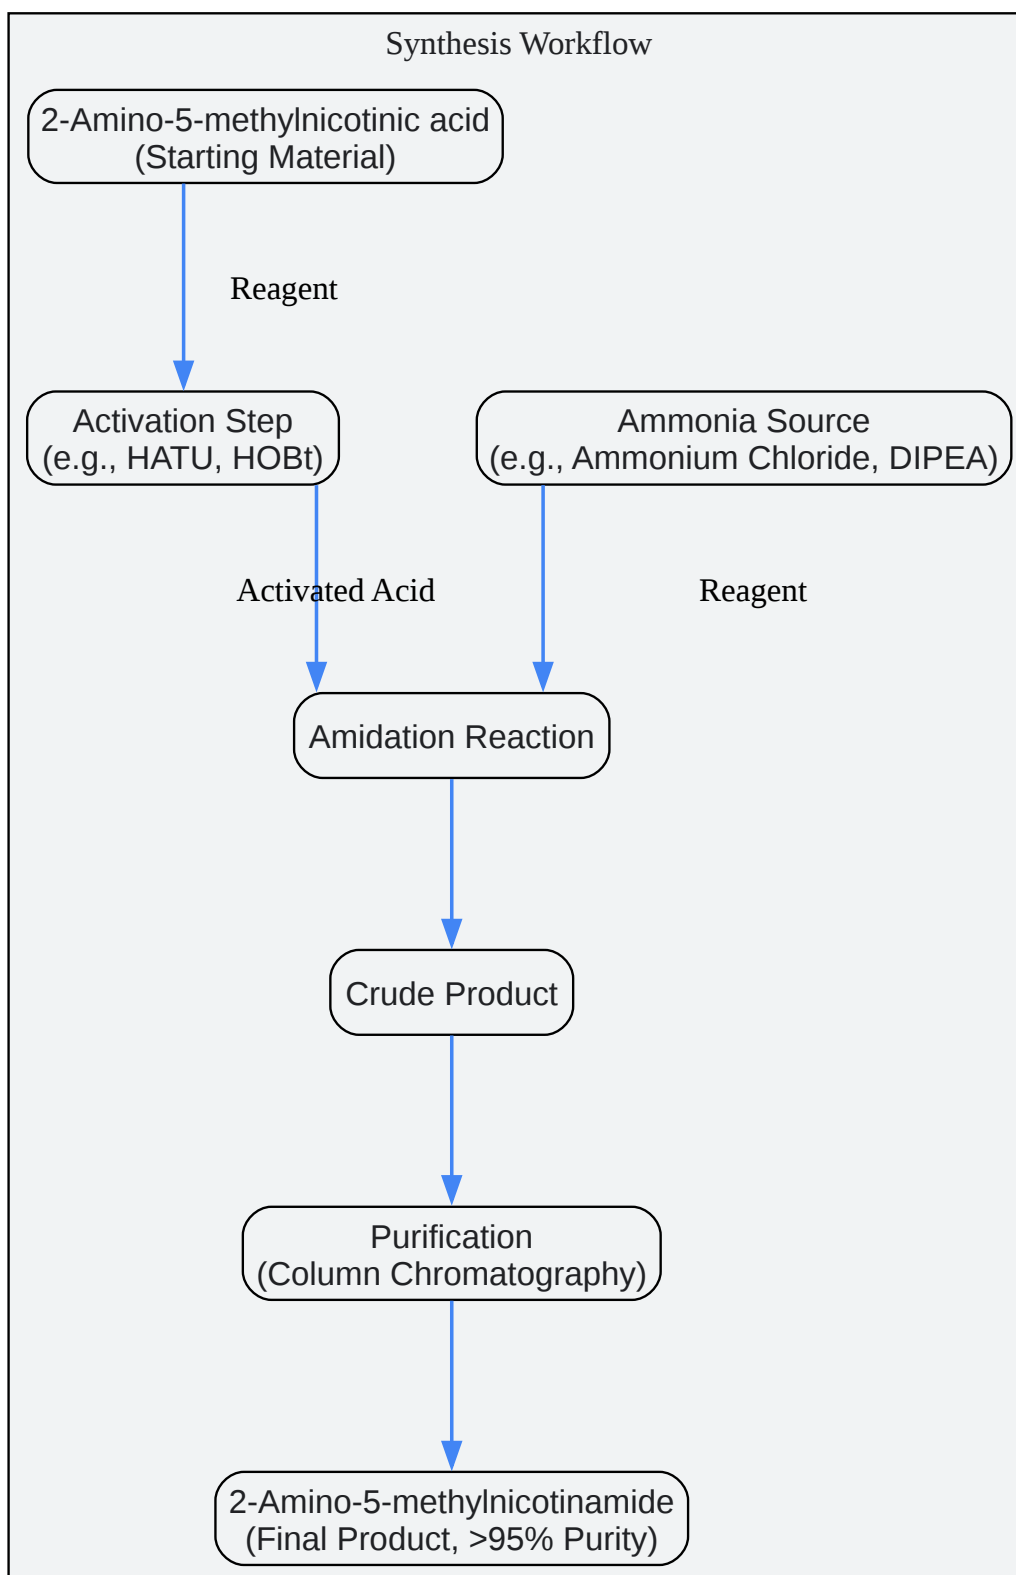 Synthesis Workflow
2-Amino-5-methylnicotinic acid
(Starting Material)
Reagent
Activation Step
(e.g., HATU, HOBt)
Ammonia Source
(e.g., Ammonium Chloride, DIPEA)
Activated Acid
Reagent
Amidation Reaction
Crude Product
Purification
(Column Chromatography)
2-Amino-5-methylnicotinamide
(Final Product, >95% Purity)